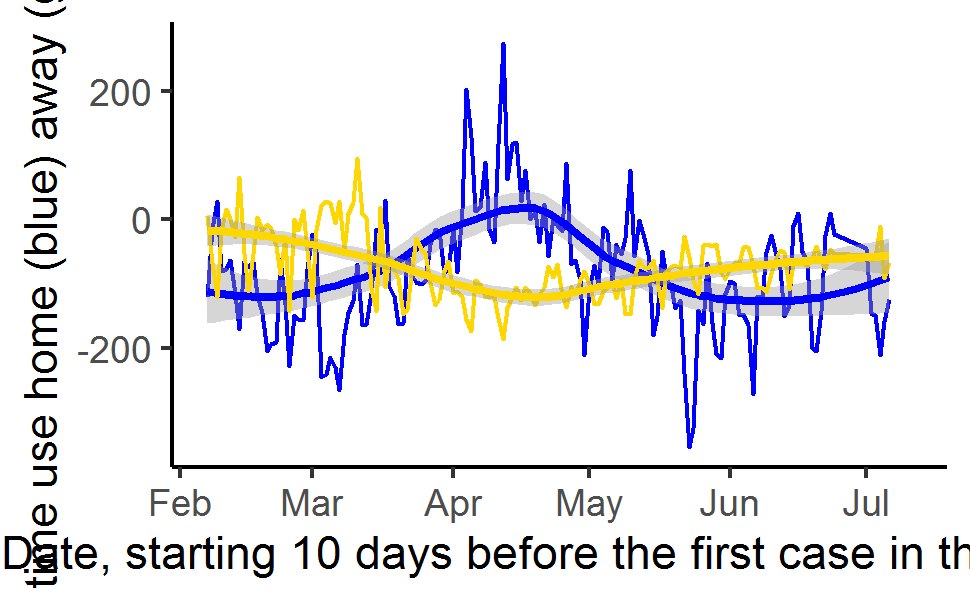 time use home (blue) away (
200
0
-200
Feb Mar Apr May Jun Jul
Date, starting 10 days before the first case in th